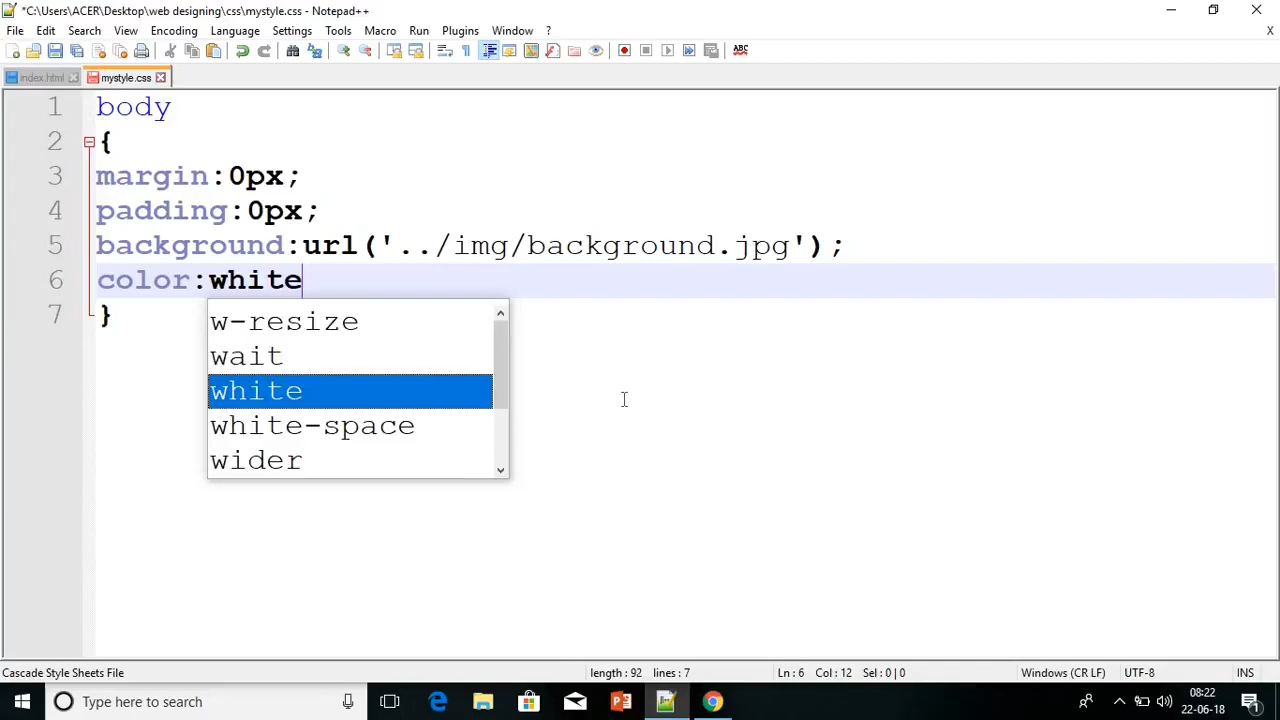 *C:\Users\ACER\Desktop\web designing\css\mystyle.css - Notepad++
File Edit Search View Encoding Language Settings Tools Macro Run Plugins Window ? X
ABC
index.html mystyle.css
1 body
2 {
3 margin:0px;
4 padding:0px;
5 background:url('../img/background.jpg');
6 color:white
7 }
w-resize
wait
white
white-space
wider
Cascade Style Sheets File length : 92 lines : 7 Ln : 6 Col : 12 Sel : 0 | 0 Windows (CR LF) UTF-8 INS
Type here to search
08:22
22-06-18
1